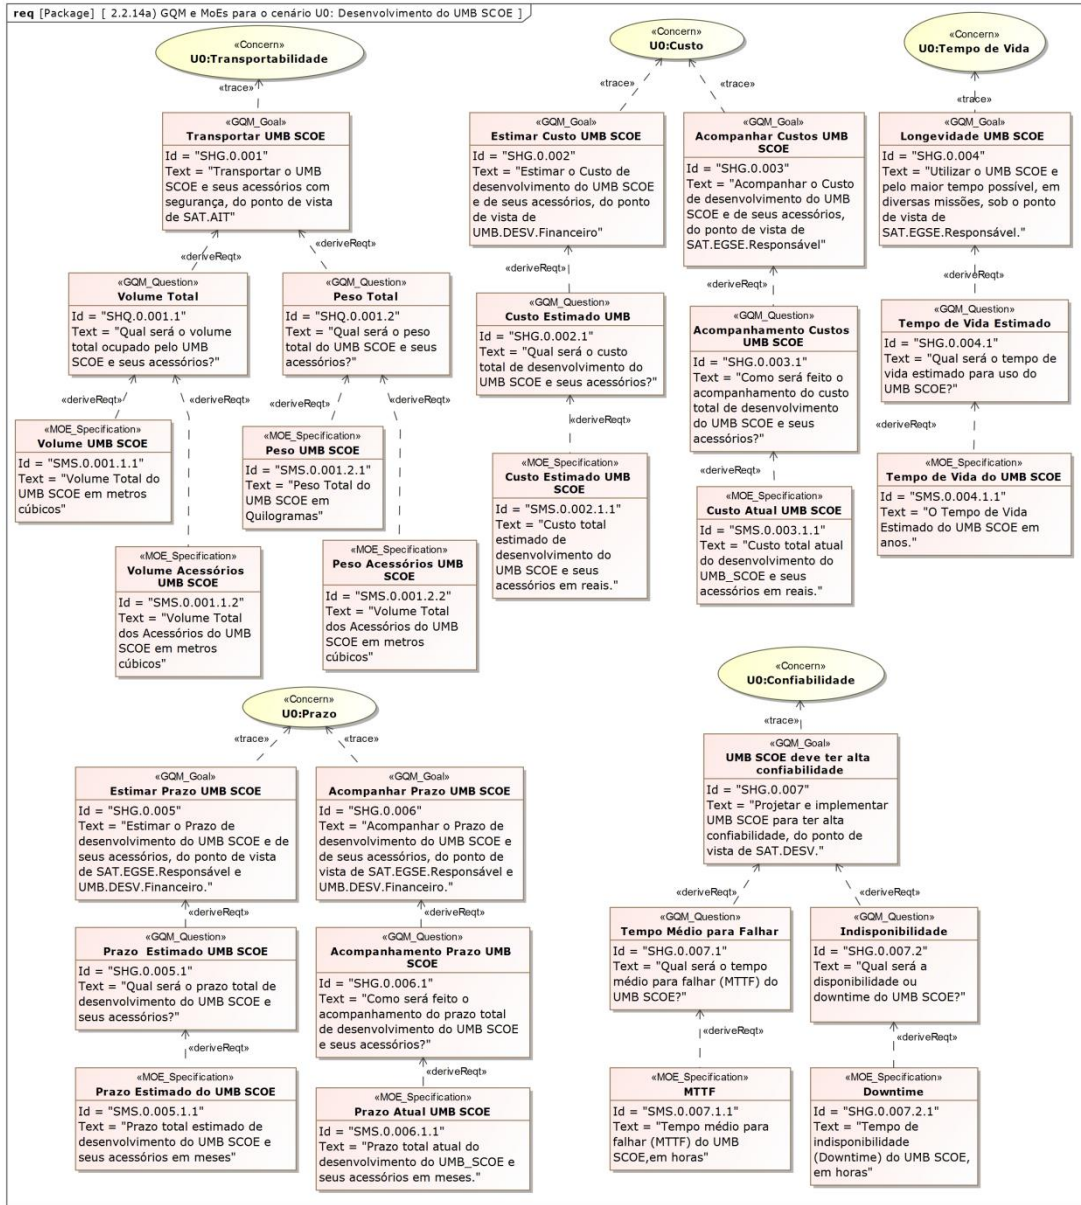 req [Package] [ 2.2.14a) GQM e MoEs para o cenário U0: Desenvolvimento do UMB SCOE ]
«Concern»
U0:Transportabilidade
«trace»
«GQM_Goal»
Transportar UMB SCOE
Id = "SHG.0.001"
Text = "Transportar o UMB
SCOE e seus acessórios com
segurança, do ponto de vista
de SAT.AIT"
«deriveReqt»
«deriveReqt»
«GQM_Question»
Volume Total
Id = "SHQ.0.001.1"
Text = "Qual será o volume
total ocupado pelo UMB
SCOE e seus acessórios?"
«deriveReqt»
«deriveReqt»
«GQM_Question»
Peso Total
Id = "SHQ.0.001.2"
Text = "Qual será o peso
total do UMB SCOE e seus
acessórios?"
«deriveReqt»
«deriveReqt»
«MOE_Specification»
Volume UMB SCOE
Id = "SMS.0.001.1.1"
Text = "Volume Total do
UMB SCOE em metros
cúbicos"
«MOE_Specification»
Peso UMB SCOE
Id = "SMS.0.001.2.1"
Text = "Peso Total do
UMB SCOE em
Quilogramas"
«MOE_Specification»
Volume Acessórios
UMB SCOE
Id = "SMS.0.001.1.2"
Text = "Volume Total
dos Acessórios do UMB
SCOE em metros
cúbicos"
«MOE_Specification»
Peso Acessórios UMB
SCOE
Id = "SMS.0.001.2.2"
Text = "Volume Total
dos Acessórios do UMB
SCOE em metros
cúbicos"
«Concern»
U0:Custo
«trace»
«trace»
«GQM_Goal»
Estimar Custo UMB SCOE
Id = "SHG.0.002"
Text = "Estimar o Custo de
desenvolvimento do UMB SCOE
e de seus acessórios, do ponto
de vista de
UMB.DESV.Financeiro"
«deriveReqt»
«GQM_Question»
Custo Estimado UMB
Id = "SHG.0.002.1"
Text = "Qual será o custo
total de desenvolvimento do
UMB SCOE e seus acessórios?"
«deriveReqt»
«MOE_Specification»
Custo Estimado UMB
SCOE
Id = "SMS.0.002.1.1"
Text = "Custo total
estimado de
desenvolvimento do
UMB SCOE e seus
acessórios em reais."
«GQM_Goal»
Acompanhar Custos UMB
SCOE
Id = "SHG.0.003"
Text = "Acompanhar o Custo
de desenvolvimento do UMB
SCOE e de seus acessórios,
do ponto de vista de
SAT.EGSE.Responsável"
«deriveReqt»
«GQM_Question»
Acompanhamento Custos
UMB SCOE
Id = "SHG.0.003.1"
Text = "Como será feito o
acompanhamento do custo
total de desenvolvimento
do UMB SCOE e seus
acessórios?"
«deriveReqt»
«MOE_Specification»
Custo Atual UMB SCOE
Id = "SMS.0.003.1.1"
Text = "Custo total atual
do desenvolvimento do
UMB_SCOE e seus
acessórios em reais."
«Concern»
U0:Tempo de Vida
«trace»
«GQM_Goal»
Longevidade UMB SCOE
Id = "SHG.0.004"
Text = "Utilizar o UMB SCOE e
pelo maior tempo possível, em
diversas missões, sob o ponto
de vista de
SAT.EGSE.Responsável."
«deriveReqt»
«GQM_Question»
Tempo de Vida Estimado
Id = "SHG.0.004.1"
Text = "Qual será o tempo de
vida estimado para uso do
UMB SCOE?"
«deriveReqt»
«MOE_Specification»
Tempo de Vida do UMB SCOE
Id = "SMS.0.004.1.1"
Text = "O Tempo de Vida
Estimado do UMB SCOE em
anos."
«Concern»
U0:Prazo
«trace»
«trace»
«GQM_Goal»
Estimar Prazo UMB SCOE
Id = "SHG.0.005"
Text = "Estimar o Prazo de
desenvolvimento do UMB SCOE e de
seus acessórios, do ponto de vista
de SAT.EGSE.Responsável e
UMB.DESV.Financeiro."
«deriveReqt»
«GQM_Question»
Prazo Estimado UMB SCOE
Id = "SHG.0.005.1"
Text = "Qual será o prazo total de
desenvolvimento do UMB SCOE e
seus acessórios?"
«deriveReqt»
«MOE_Specification»
Prazo Estimado do UMB SCOE
Id = "SMS.0.005.1.1"
Text = "Prazo total estimado de
desenvolvimento do UMB SCOE e
seus acessórios em meses"
«GQM_Goal»
Acompanhar Prazo UMB SCOE
Id = "SHG.0.006"
Text = "Acompanhar o Prazo de
desenvolvimento do UMB SCOE e
de seus acessórios, do ponto de
vista de SAT.EGSE.Responsável e
UMB.DESV.Financeiro."
«deriveReqt»
«GQM_Question»
Acompanhamento Prazo UMB
SCOE
Id = "SHG.0.006.1"
Text = "Como será feito o
acompanhamento do prazo total
de desenvolvimento do UMB SCOE
e seus acessórios?"
«deriveReqt»
«MOE_Specification»
Prazo Atual UMB SCOE
Id = "SMS.0.006.1.1"
Text = "Prazo total atual do
desenvolvimento do UMB_SCOE e
seus acessórios em meses."
«Concern»
U0:Confiabilidade
«trace»
«GQM_Goal»
UMB SCOE deve ter alta
confiabilidade
Id = "SHG.0.007"
Text = "Projetar e implementar
UMB SCOE para ter alta
confiabilidade, do ponto de
vista de SAT.DESV."
«deriveReqt»
«deriveReqt»
«GQM_Question»
Tempo Médio para Falhar
Id = "SHG.0.007.1"
Text = "Qual será o tempo
médio para falhar (MTTF) do
UMB SCOE?"
«deriveReqt»
«MOE_Specification»
MTTF
Id = "SMS.0.007.1.1"
Text = "Tempo médio para
falhar (MTTF) do UMB
SCOE,em horas"
«GQM_Question»
Indisponibilidade
Id = "SHG.0.007.2"
Text = "Qual será a
disponibilidade ou
downtime do UMB SCOE?"
«deriveReqt»
«MOE_Specification»
Downtime
Id = "SHG.0.007.2.1"
Text = "Tempo de
indisponibilidade
(Downtime) do UMB SCOE,
em horas"